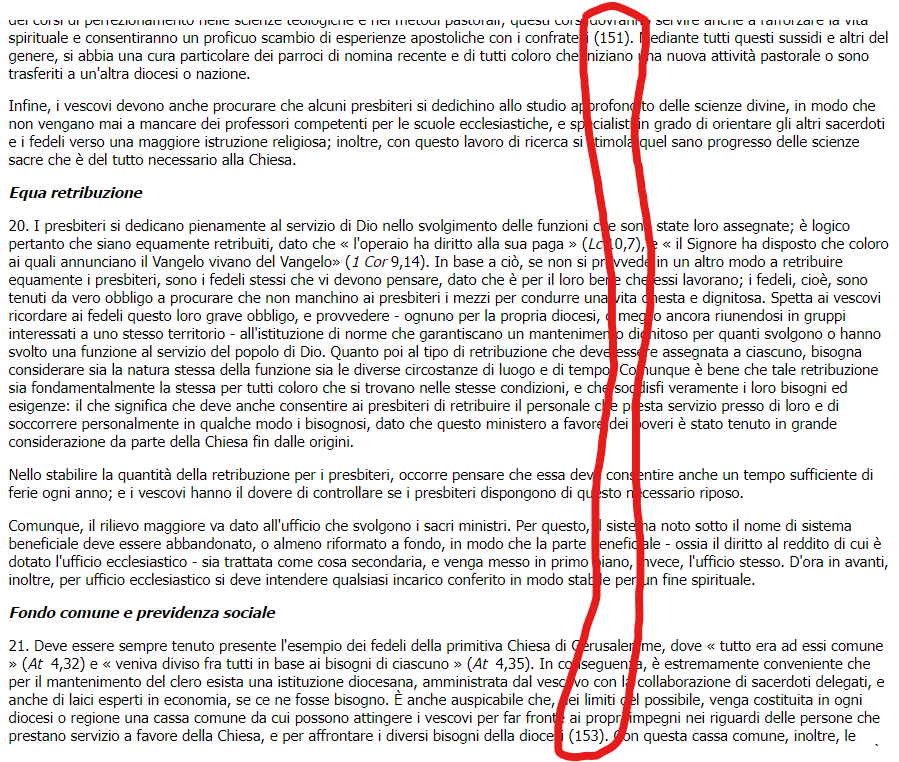 dei corsi di perfezionamento nelle scienze teologiche e nei metodi pastorali; questi corsi dovranno servire anche a rafforzare la vita
spirituale e consentiranno un proficuo scambio di esperienze apostoliche con i confratelli (151). Mediante tutti questi sussidi e altri del
genere, si abbia una cura particolare dei parroci di nomina recente e di tutti coloro che iniziano una nuova attività pastorale o sono
trasferiti a un'altra diocesi o nazione.
Infine, i vescovi devono anche procurare che alcuni presbiteri si dedichino allo studio approfondito delle scienze divine, in modo che
non vengano mai a mancare dei professori competenti per le scuole ecclesiastiche, e specialisti in grado di orientare gli altri sacerdoti
e i fedeli verso una maggiore istruzione religiosa; inoltre, con questo lavoro di ricerca si stimola quel sano progresso delle scienze
sacre che è del tutto necessario alla Chiesa.
Equa retribuzione
20. I presbiteri si dedicano pienamente al servizio di Dio nello svolgimento delle funzioni che sono state loro assegnate; è logico
pertanto che siano equamente retribuiti, dato che « l'operaio ha diritto alla sua paga » (Lc 10,7), e « il Signore ha disposto che coloro
ai quali annunciano il Vangelo vivano del Vangelo» (1 Cor 9,14). In base a ciò, se non si provvede in un altro modo a retribuire
equamente i presbiteri, sono i fedeli stessi che vi devono pensare, dato che è per il loro bene che essi lavorano; i fedeli, cioè, sono
tenuti da vero obbligo a procurare che non manchino ai presbiteri i mezzi per condurre una vita onesta e dignitosa. Spetta ai vescovi
ricordare ai fedeli questo loro grave obbligo, e provvedere - ognuno per la propria diocesi, o meglio ancora riunendosi in gruppi
interessati a uno stesso territorio - all'istituzione di norme che garantiscano un mantenimento dignitoso per quanti svolgono o hanno
svolto una funzione al servizio del popolo di Dio. Quanto poi al tipo di retribuzione che deve essere assegnata a ciascuno, bisogna
considerare sia la natura stessa della funzione sia le diverse circostanze di luogo e di tempo. Comunque è bene che tale retribuzione
sia fondamentalmente la stessa per tutti coloro che si trovano nelle stesse condizioni, e che soddisfi veramente i loro bisogni ed
esigenze: il che significa che deve anche consentire ai presbiteri di retribuire il personale che presta servizio presso di loro e di
soccorrere personalmente in qualche modo i bisognosi, dato che questo ministero a favore dei poveri è stato tenuto in grande
considerazione da parte della Chiesa fin dalle origini.
Nello stabilire la quantità della retribuzione per i presbiteri, occorre pensare che essa deve consentire anche un tempo sufficiente di
ferie ogni anno; e i vescovi hanno il dovere di controllare se i presbiteri dispongono di questo necessario riposo.
Comunque, il rilievo maggiore va dato all'ufficio che svolgono i sacri ministri. Per questo, il sistema noto sotto il nome di sistema
beneficiale deve essere abbandonato, o almeno riformato a fondo, in modo che la parte beneficiale - ossia il diritto al reddito di cui è
dotato l'ufficio ecclesiastico - sia trattata come cosa secondaria, e venga messo in primo piano, invece, l'ufficio stesso. D'ora in avanti,
inoltre, per ufficio ecclesiastico si deve intendere qualsiasi incarico conferito in modo stabile per un fine spirituale.
Fondo comune e previdenza sociale
21. Deve essere sempre tenuto presente l'esempio dei fedeli della primitiva Chiesa di Gerusalemme, dove « tutto era ad essi comune
» (At 4,32) e « veniva diviso fra tutti in base ai bisogni di ciascuno » (At 4,35). In conseguenza, è estremamente conveniente che
per il mantenimento del clero esista una istituzione diocesana, amministrata dal vescovo con la collaborazione di sacerdoti delegati, e
anche di laici esperti in economia, se ce ne fosse bisogno. È anche auspicabile che, nei limiti del possibile, venga costituita in ogni
diocesi o regione una cassa comune da cui possono attingere i vescovi per far fronte ai propri impegni nei riguardi delle persone che
prestano servizio a favore della Chiesa, e per affrontare i diversi bisogni della diocesi (153). Con questa cassa comune, inoltre, le